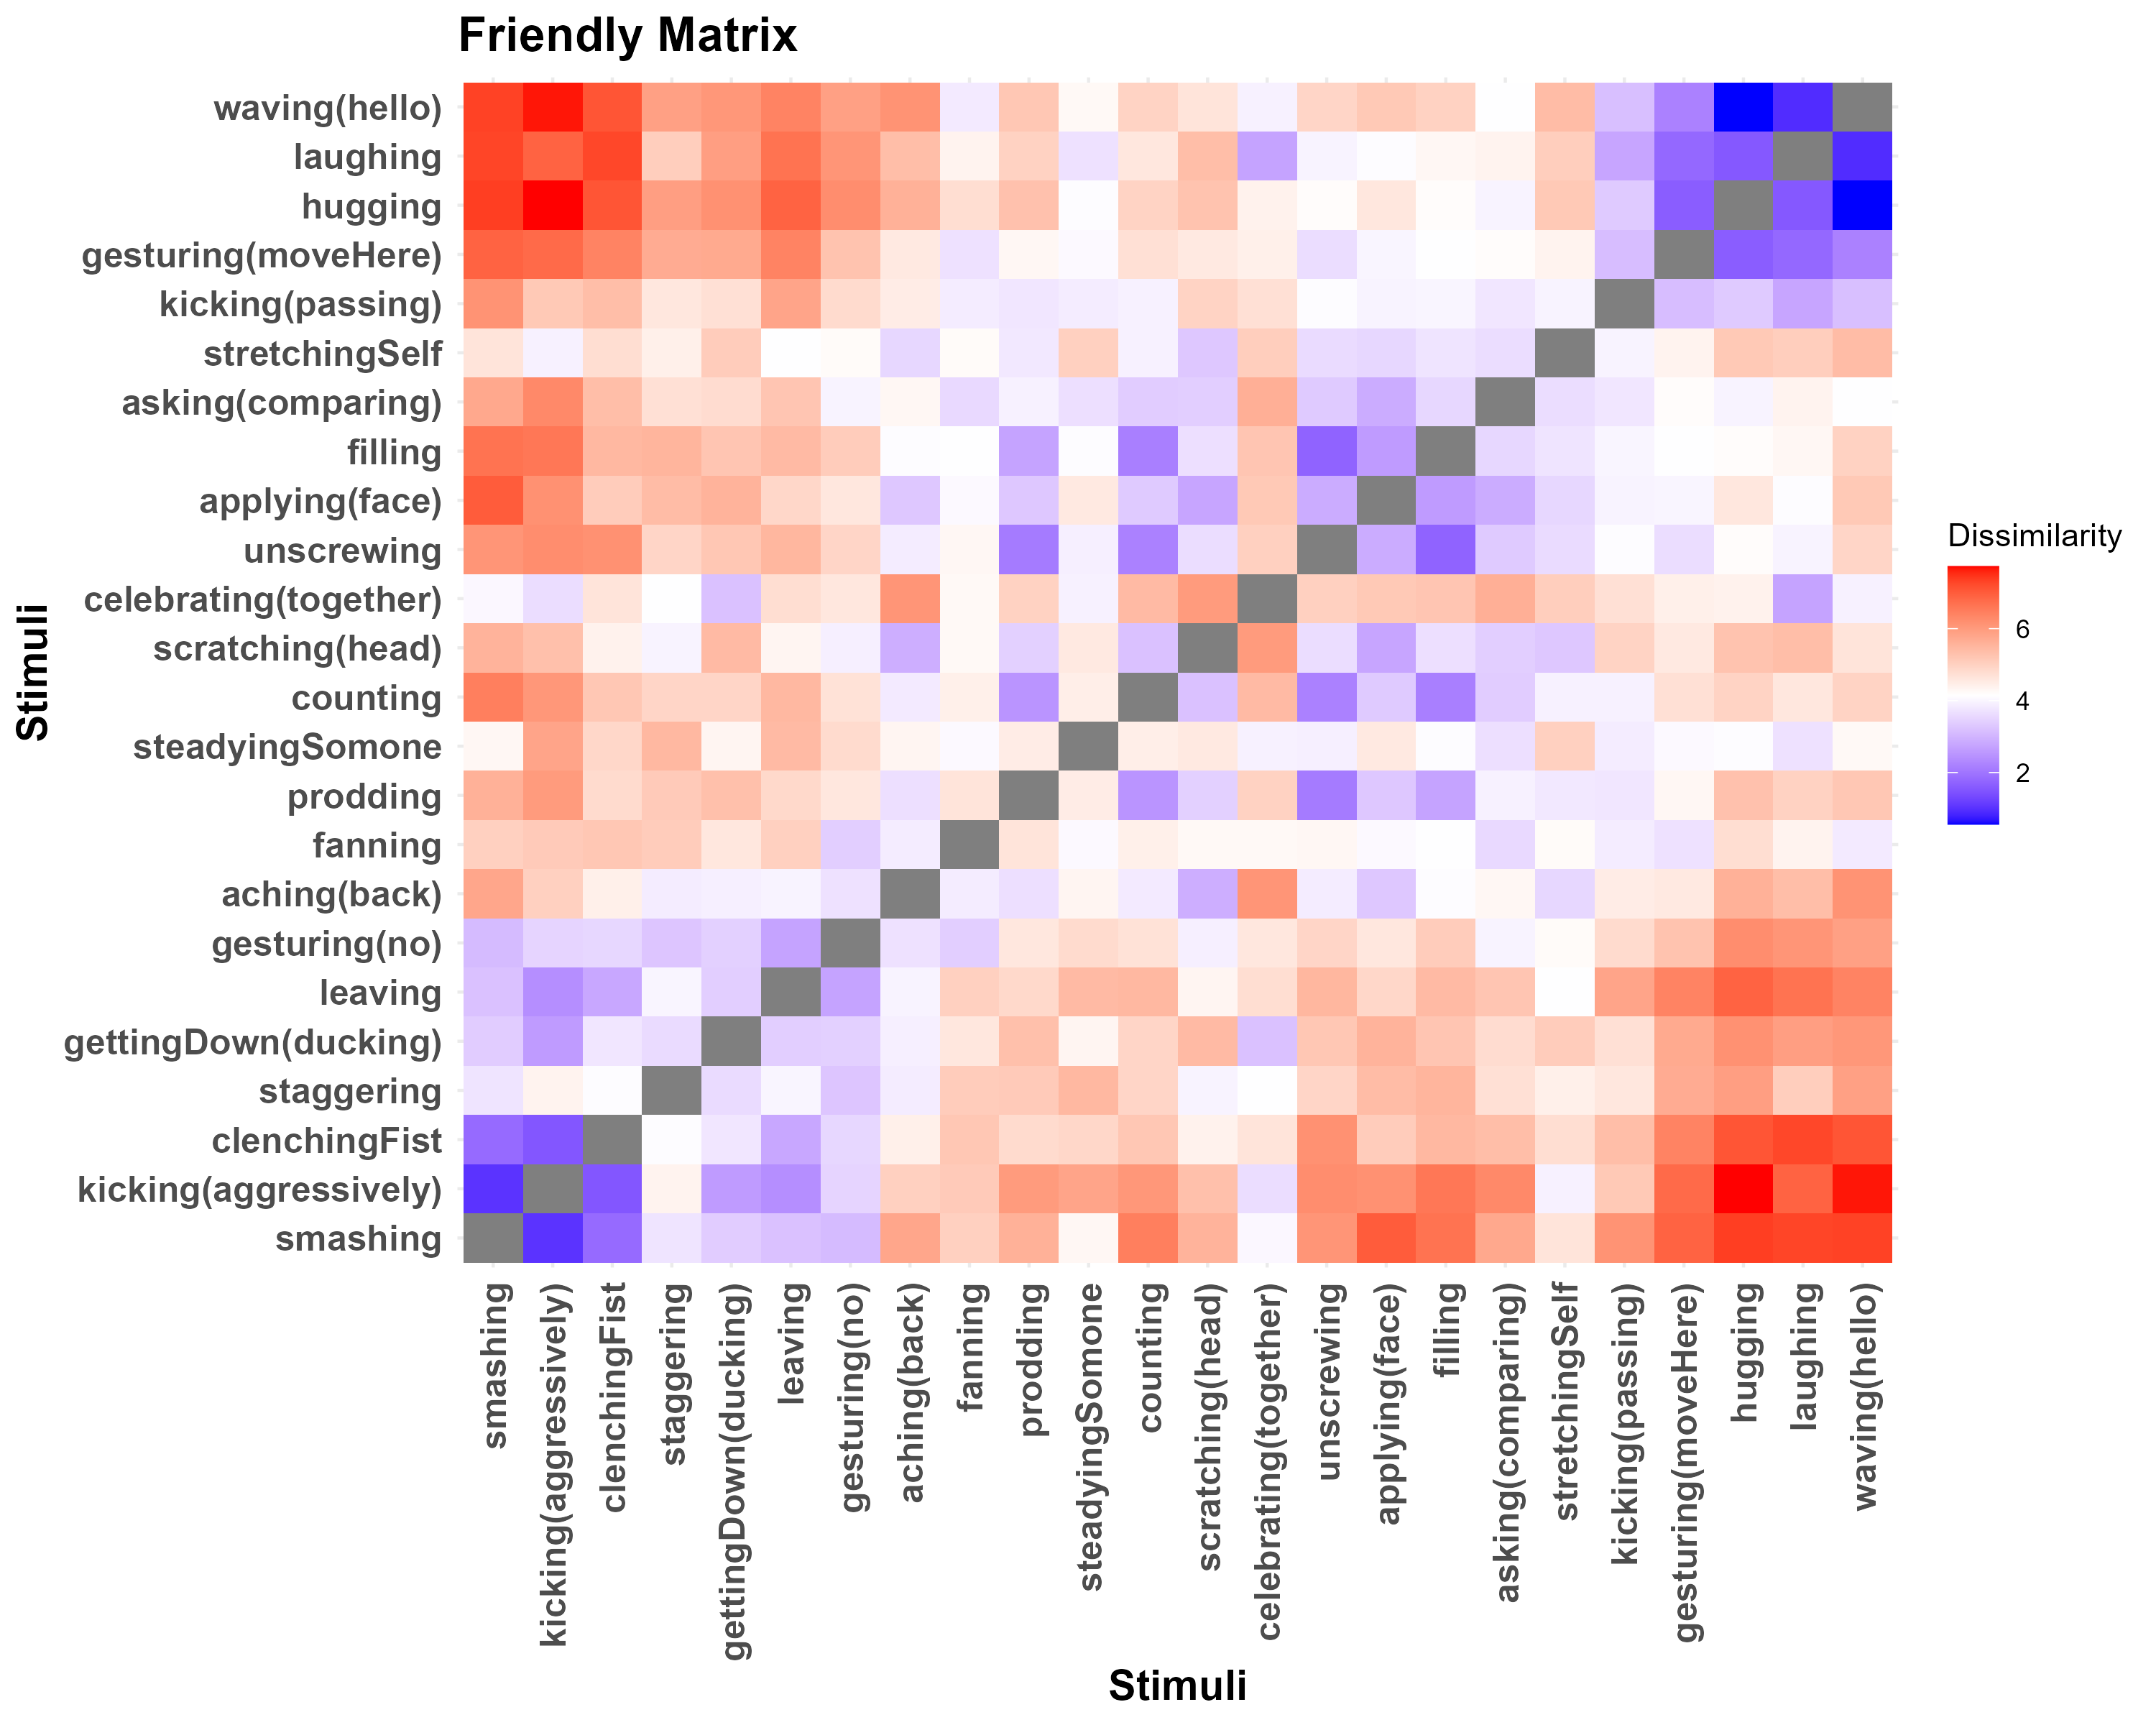 Friendly Matrix
waving(hello)
laughing
hugging
gesturing(moveHere)
kicking(passing)
stretchingSelf
asking(comparing)
filling
applying(face)
unscrewing
celebrating(together)
scratching(head)
counting
steadyingSomone
prodding
fanning
aching(back)
gesturing(no)
leaving
gettingDown(ducking)
staggering
clenchingFist
kicking(aggressively)
smashing
Stimuli
smashing
kicking(aggressively)
clenchingFist
staggering
gettingDown(ducking)
leaving
gesturing(no)
aching(back)
fanning
prodding
steadyingSomone
counting
scratching(head)
celebrating(together)
unscrewing
applying(face)
filling
asking(comparing)
stretchingSelf
kicking(passing)
gesturing(moveHere)
hugging
laughing
waving(hello)
Stimuli
Dissimilarity
6
4
2